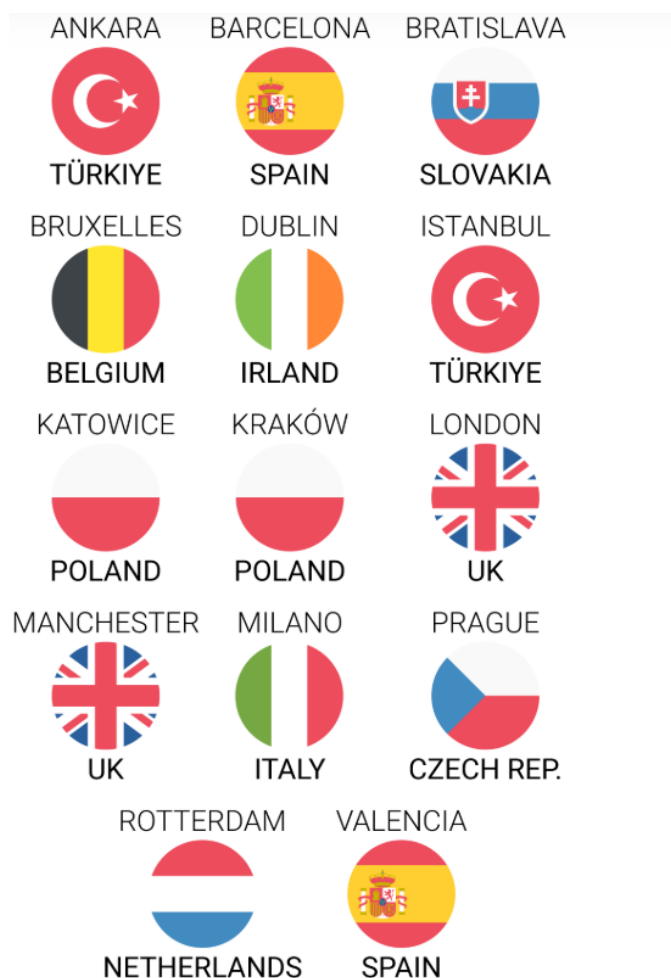 ANKARA BARCELONA BRATISLAVA
TÜRKIYE SPAIN SLOVAKIA
BRUXELLES DUBLIN ISTANBUL
BELGIUM IRLAND TÜRKIYE
KATOWICE KRAKÓW LONDON
POLAND POLAND UK
MANCHESTER MILANO PRAGUE
UK ITALY CZECH REP.
ROTTERDAM VALENCIA
NETHERLANDS SPAIN